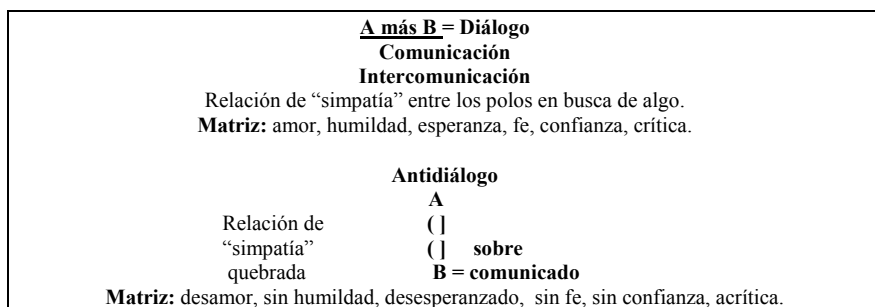 A más B = Diálogo
Comunicación
Intercomunicación
Relación de “simpatía” entre los polos en busca de algo.
Matriz: amor, humildad, esperanza, fe, confianza, crítica.
Antidiálogo
A
Relación de ( ]
“simpatía” ( ] sobre
quebrada B = comunicado
Matriz: desamor, sin humildad, desesperanzado, sin fe, sin confianza, acrítica.